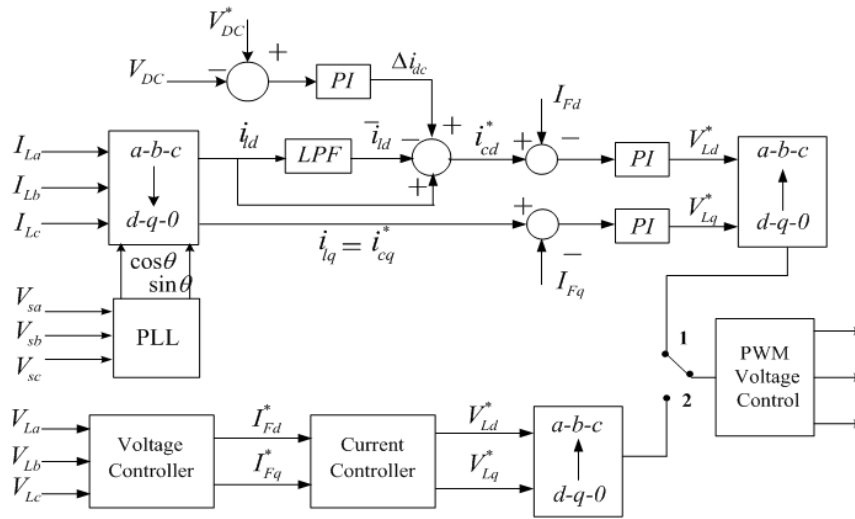 V*DC
VDC − + PI Δidc
ILa
ILb
ILc
a-b-c
d-q-0
ild LPF īld − + +
i*cd + − IFd PI V*Ld
ilq = i*cq + − IFq PI V*Lq
a-b-c
d-q-0
cosθ
sinθ
Vsa
Vsb
Vsc
PLL
1
2
PWM
Voltage
Control
VLa
VLb
VLc
Voltage
Controller
I*Fd
I*Fq
Current
Controller
V*Ld
V*Lq
a-b-c
d-q-0